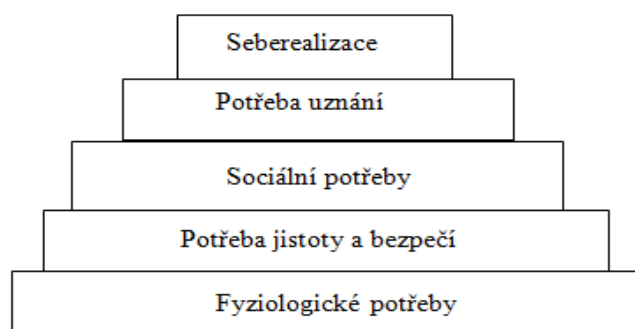 Seberealizace
Potřeba uznání
Sociální potřeby
Potřeba jistoty a bezpečí
Fyziologické potřeby